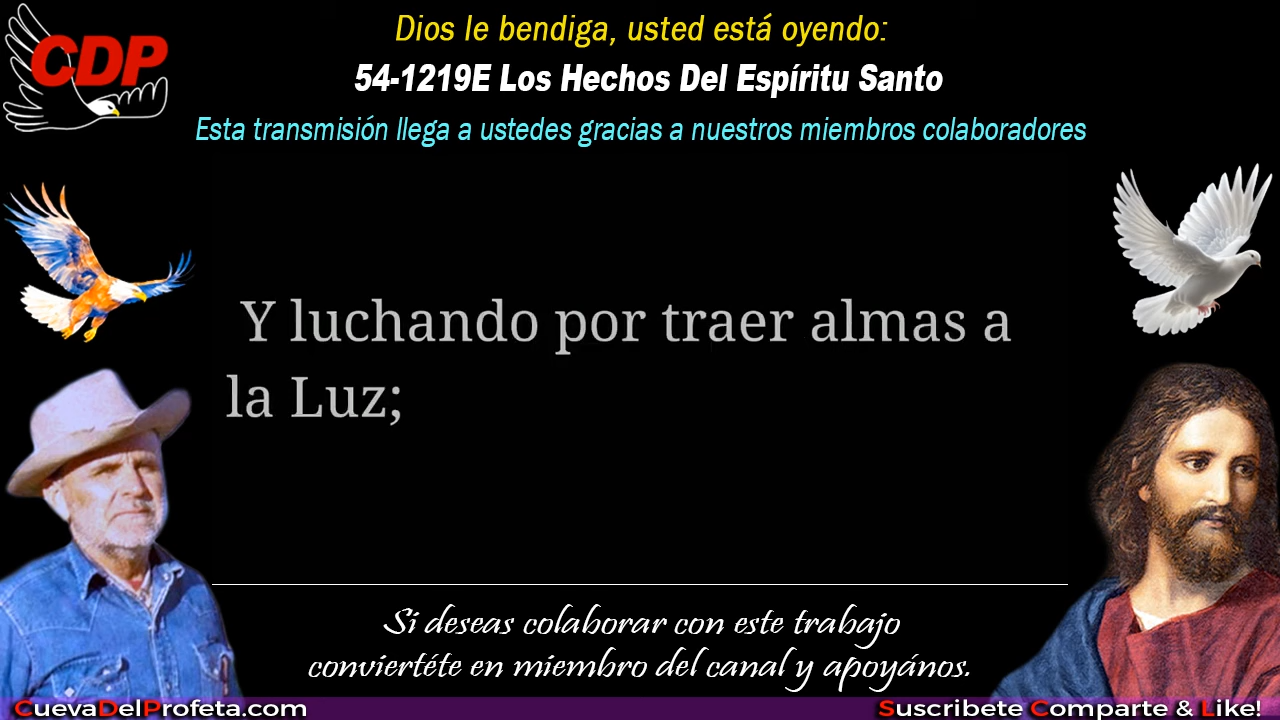 CDP
Dios le bendiga, usted está oyendo:
54-1219E Los Hechos Del Espíritu Santo
Esta transmisión llega a ustedes gracias a nuestros miembros colaboradores
Y luchando por traer almas a
la Luz;
Si deseas colaborar con este trabajo
conviertéte en miembro del canal y apoyános.
CuevaDelProfeta.com
Suscribete Comparte & Like!